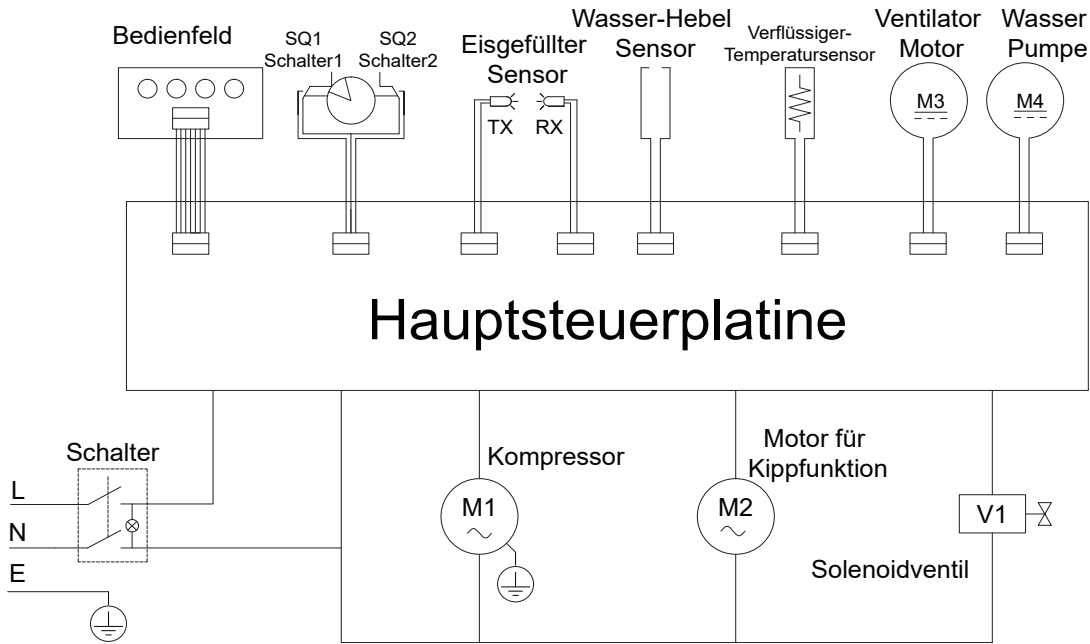 Bedienfeld
SQ1
Schalter1
SQ2
Schalter2
Eisgefüllter
Sensor
TX
RX
Wasser-Hebel
Sensor
Verflüssiger-
Temperatursensor
Ventilator
Motor
M3
Wasser
Pumpe
M4
Hauptsteuerplatine
Schalter
L
N
E
Kompressor
M1
Motor für
Kippfunktion
M2
V1
Solenoidventil